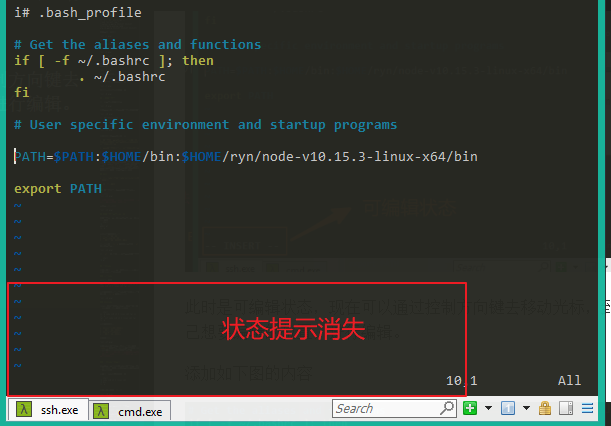 i# .bash_profile
# Get the aliases and functions
if [ -f ~/.bashrc ]; then
        . ~/.bashrc
fi
# User specific environment and startup programs
PATH=$PATH:$HOME/bin:$HOME/ryn/node-v10.15.3-linux-x64/bin
export PATH
~
~
~
~
~
~
~
~
~
~
~
状态提示消失
10,1 All
ssh.exe cmd.exe Search